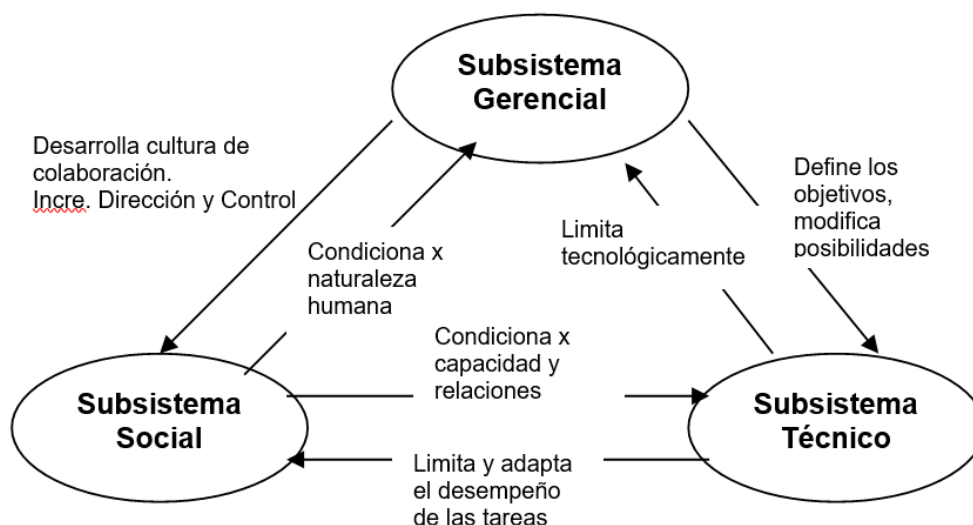 Subsistema
Gerencial
Desarrolla cultura de
colaboración.
Incre. Dirección y Control
Define los
objetivos,
modifica
posibilidades
Limita
tecnológicamente
Condiciona x
naturaleza
humana
Condiciona x
capacidad y
relaciones
Subsistema
Social
Subsistema
Técnico
Limita y adapta
el desempeño
de las tareas